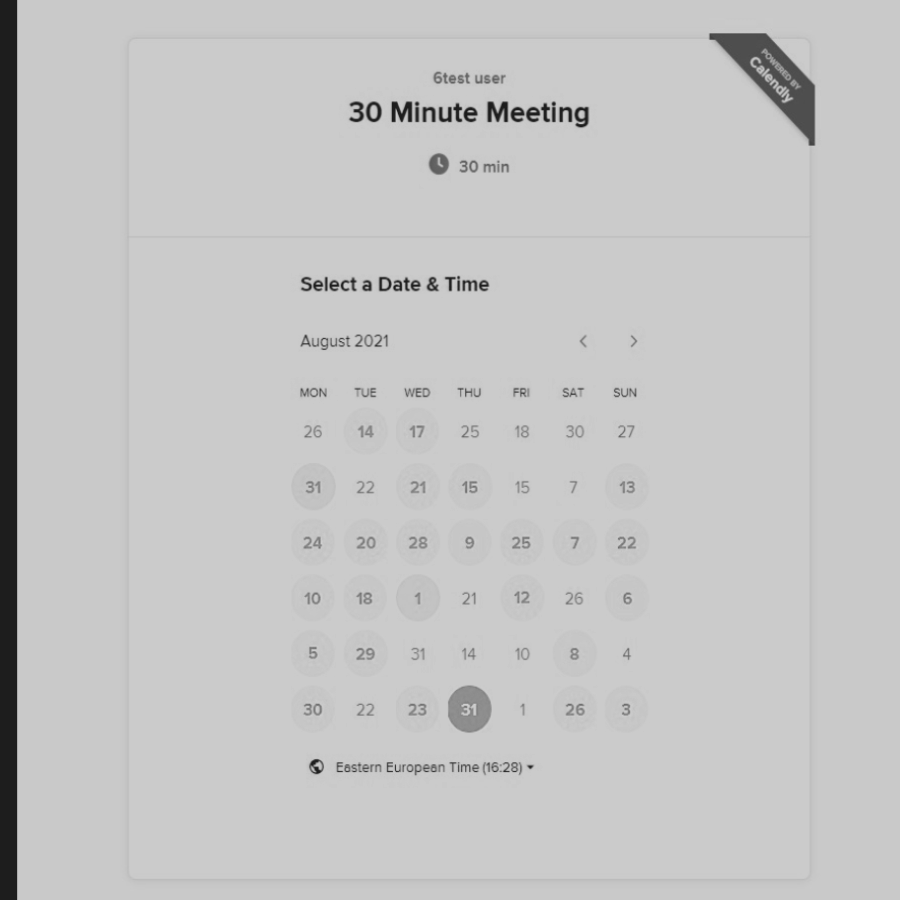 POWERED BY
Calendly
6test user
30 Minute Meeting
30 min
Select a Date & Time
August 2021
MON TUE WED THU FRI SAT SUN
26 14 17 25 18 30 27
31 22 21 15 15 7 13
24 20 28 9 25 7 22
10 18 1 21 12 26 6
5 29 31 14 10 8 4
30 22 23 31 1 26 3
Eastern European Time (16:28)